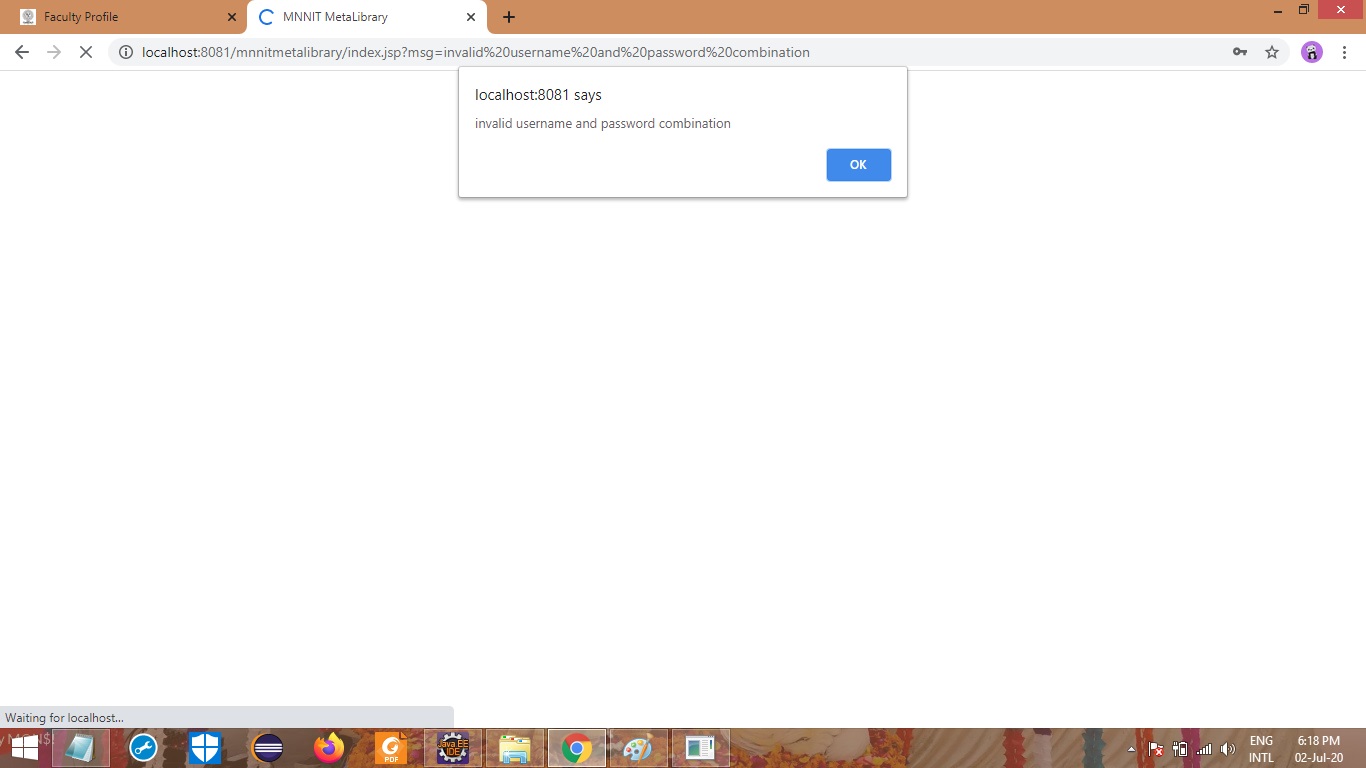 Faculty Profile
MNNIT MetaLibrary
localhost:8081/mnnitmetalibrary/index.jsp?msg=invalid%20username%20and%20password%20combination
localhost:8081 says
invalid username and password combination
OK
Waiting for localhost...
PDF
Java EE
IDE
ENG
INTL
6:18 PM
02-Jul-20